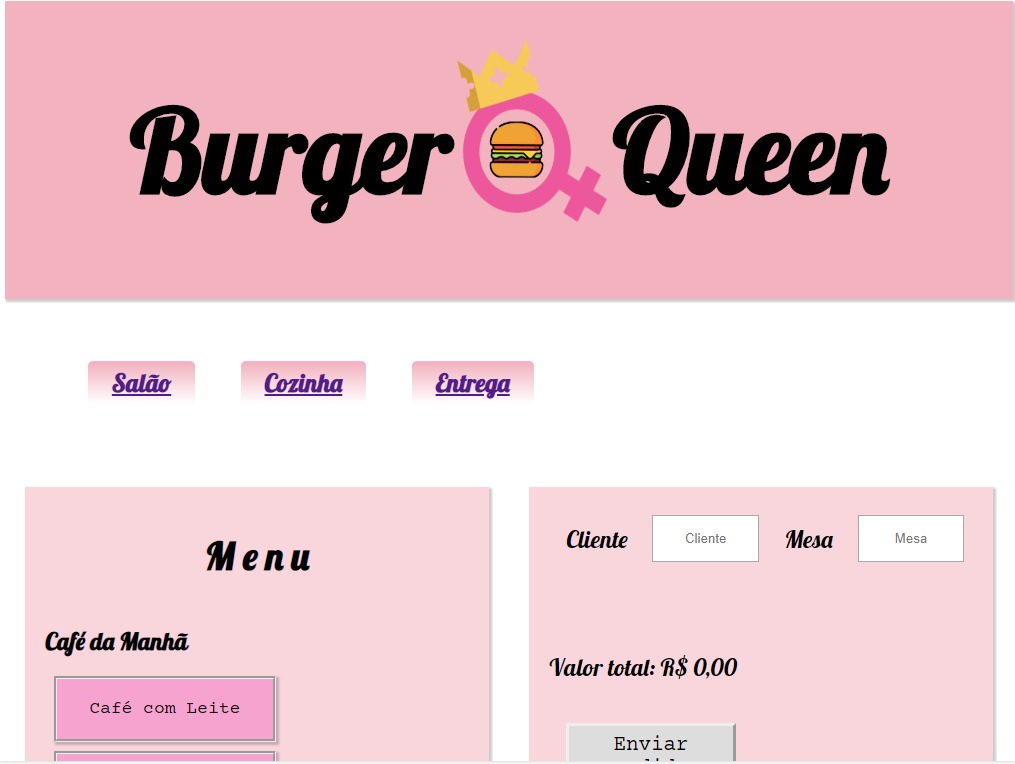 Burger Queen
Salão Cozinha Entrega
Menu
Café da Manhã
Café com Leite
Cliente Cliente Mesa Mesa
Valor total: R$ 0,00
Enviar